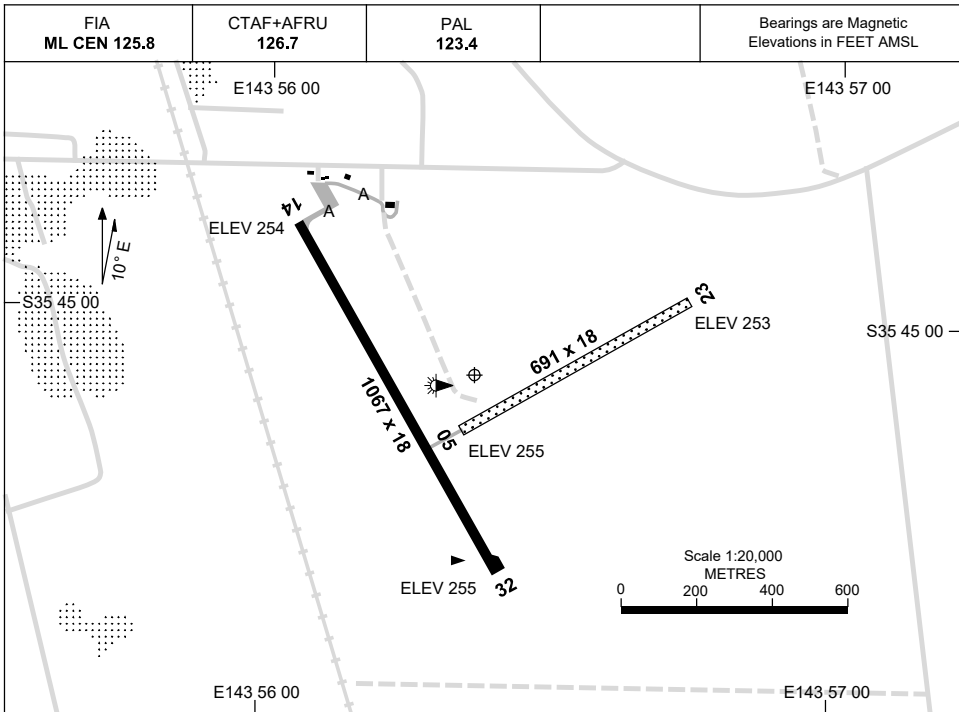 FIA
ML CEN 125.8
CTAF+AFRU
126.7
PAL
123.4
Bearings are Magnetic
Elevations in FEET AMSL
E143 56 00
E143 57 00
14
A
A
ELEV 254
10° E
S35 45 00
23
ELEV 253
S35 45 00
691 x 18
1067 x 18
05
ELEV 255
ELEV 255
32
Scale 1:20,000
METRES
0 200 400 600
E143 56 00
E143 57 00